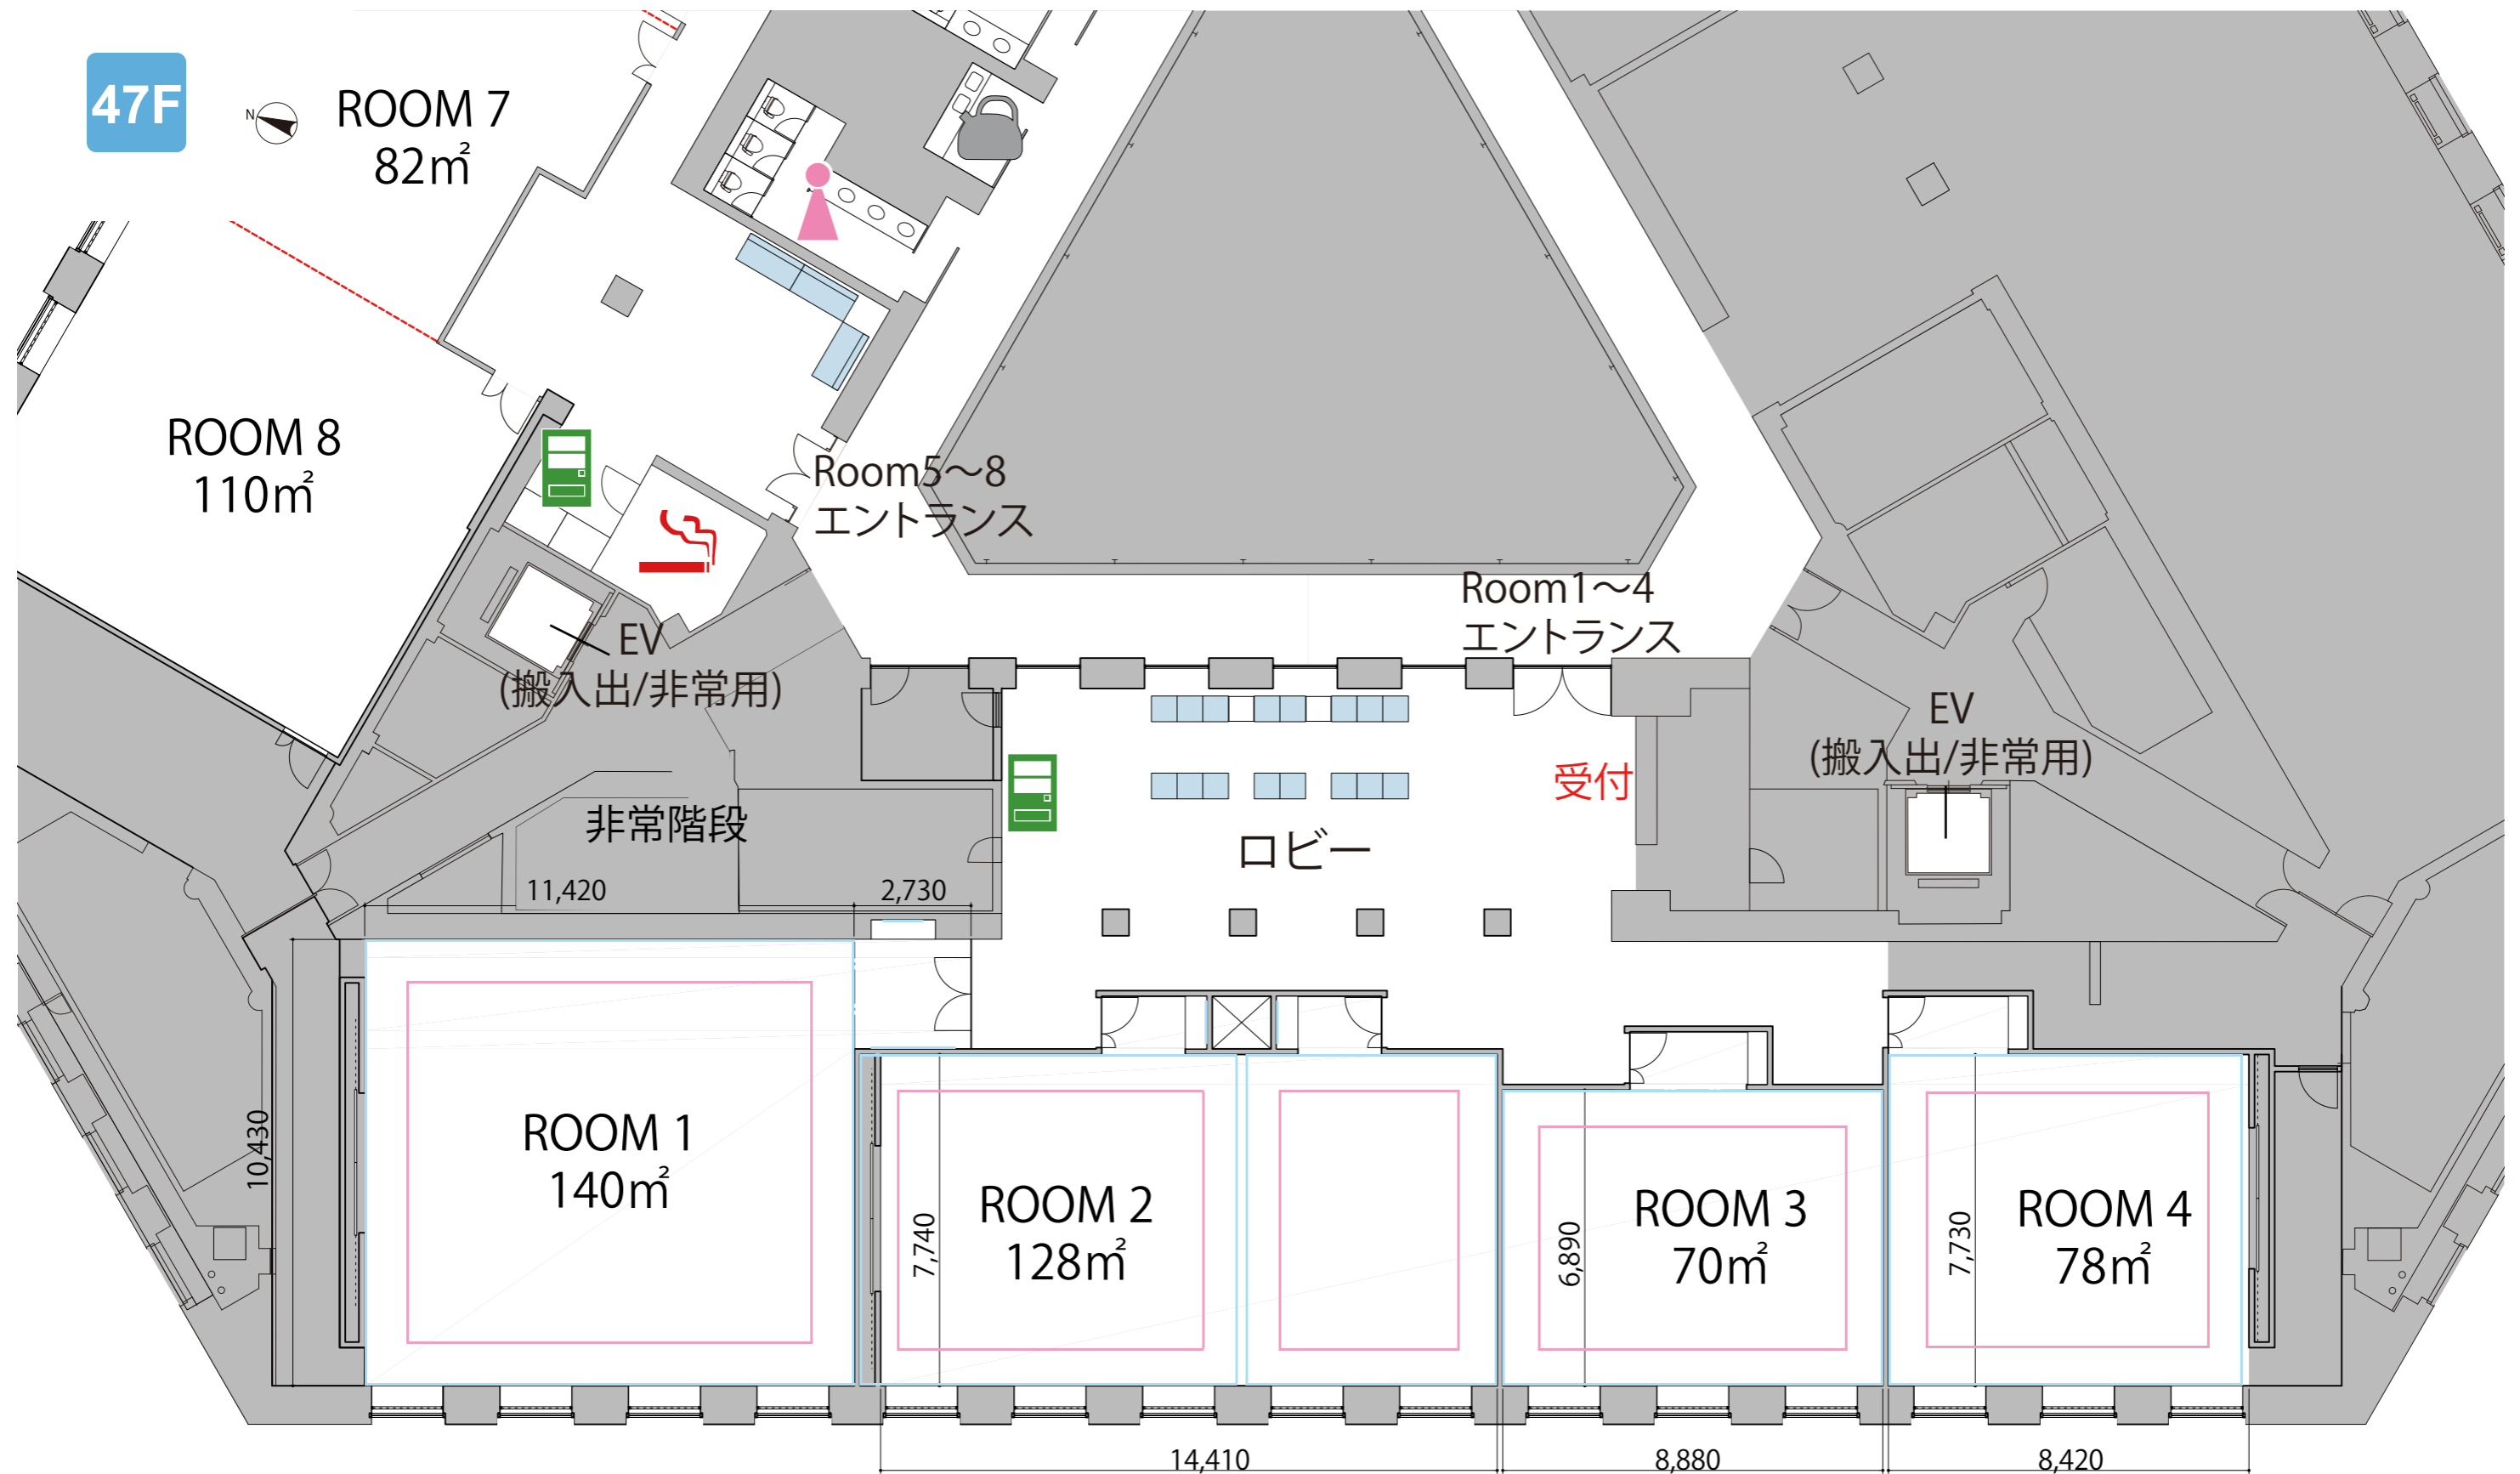 47F
N
ROOM 7
82㎡
ROOM 8
110㎡
Room5～8
エントランス
Room1～4
エントランス
EV
(搬入出/非常用)
EV
(搬入出/非常用)
受付
非常階段
ロビー
11,420
2,730
10,430
ROOM 1
140㎡
7,740
ROOM 2
128㎡
6,890
ROOM 3
70㎡
7,730
ROOM 4
78㎡
14,410
8,880
8,420